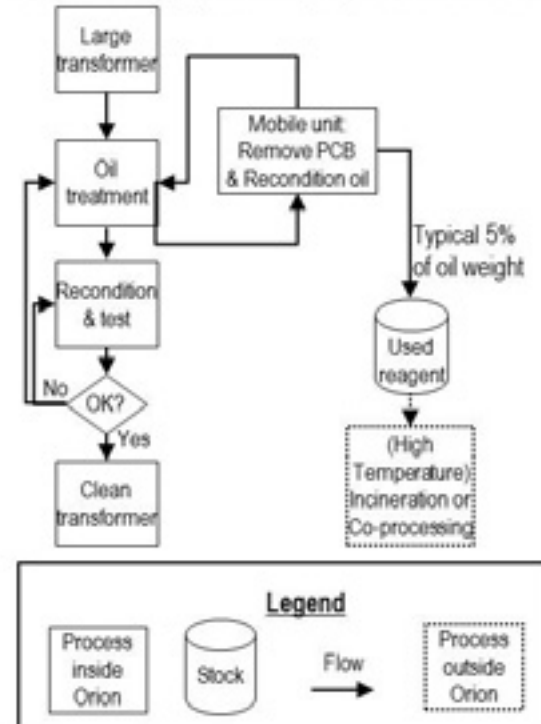 Large
transformer
Oil
treatment
Mobile unit:
Remove PCB
& Recondition oil
Typical 5%
of oil weight
Recondition
& test
Used
reagent
No
OK?
Yes
(High
Temperature)
Incineration or
Co-processing
Clean
transformer
Legend
Process
inside
Orion
Stock
Flow
Process
outside
Orion